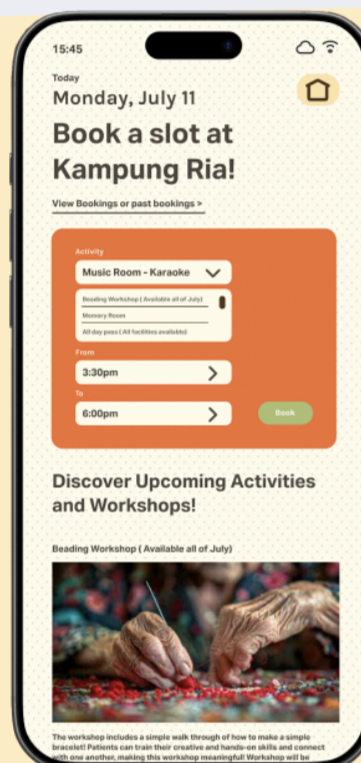 15:45
Today
Monday, July 11
Book a slot at
Kampung Ria!
View Bookings or past bookings >
Activity
Music Room - Karaoke
Beading Workshop ( Available all of July)
Memory Room
All day pass ( All facilities available)
From
3:30pm
To
6:00pm
Book
Discover Upcoming Activities
and Workshops!
Beading Workshop ( Available all of July)
The workshop includes a simple walk through of how to make a simple
bracelet! Patients can train their creative and hands-on skills and connect
with one another, making this workshop meaningful! Workshop will be